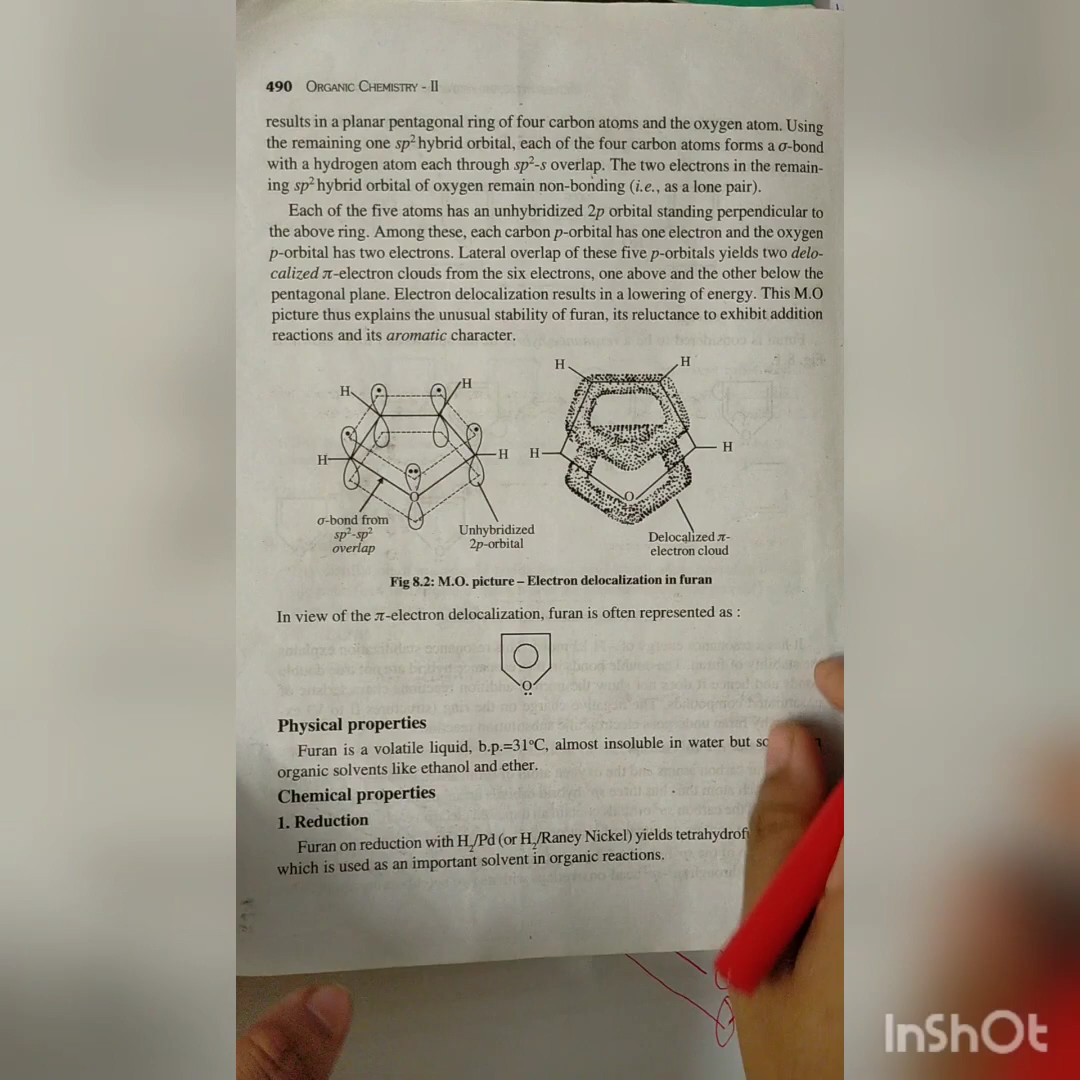 490 ORGANIC CHEMISTRY - II
results in a planar pentagonal ring of four carbon atoms and the oxygen atom. Using
the remaining one sp² hybrid orbital, each of the four carbon atoms forms a σ-bond
with a hydrogen atom each through sp²-s overlap. The two electrons in the remain-
ing sp² hybrid orbital of oxygen remain non-bonding (i.e., as a lone pair).
Each of the five atoms has an unhybridized 2p orbital standing perpendicular to
the above ring. Among these, each carbon p-orbital has one electron and the oxygen
p-orbital has two electrons. Lateral overlap of these five p-orbitals yields two delo-
calized π-electron clouds from the six electrons, one above and the other below the
pentagonal plane. Electron delocalization results in a lowering of energy. This M.O
picture thus explains the unusual stability of furan, its reluctance to exhibit addition
reactions and its aromatic character.
H H H H
H H H H
O O
σ-bond from
sp²-sp²
overlap
Unhybridized
2p-orbital
Delocalized π-
electron cloud
Fig 8.2: M.O. picture – Electron delocalization in furan
In view of the π-electron delocalization, furan is often represented as :
O
Physical properties
Furan is a volatile liquid, b.p.=31°C, almost insoluble in water but
organic solvents like ethanol and ether.
Chemical properties
1. Reduction
Furan on reduction with H₂/Pd (or H₂/Raney Nickel) yields
which is used as an important solvent in organic reactions.
InShOt